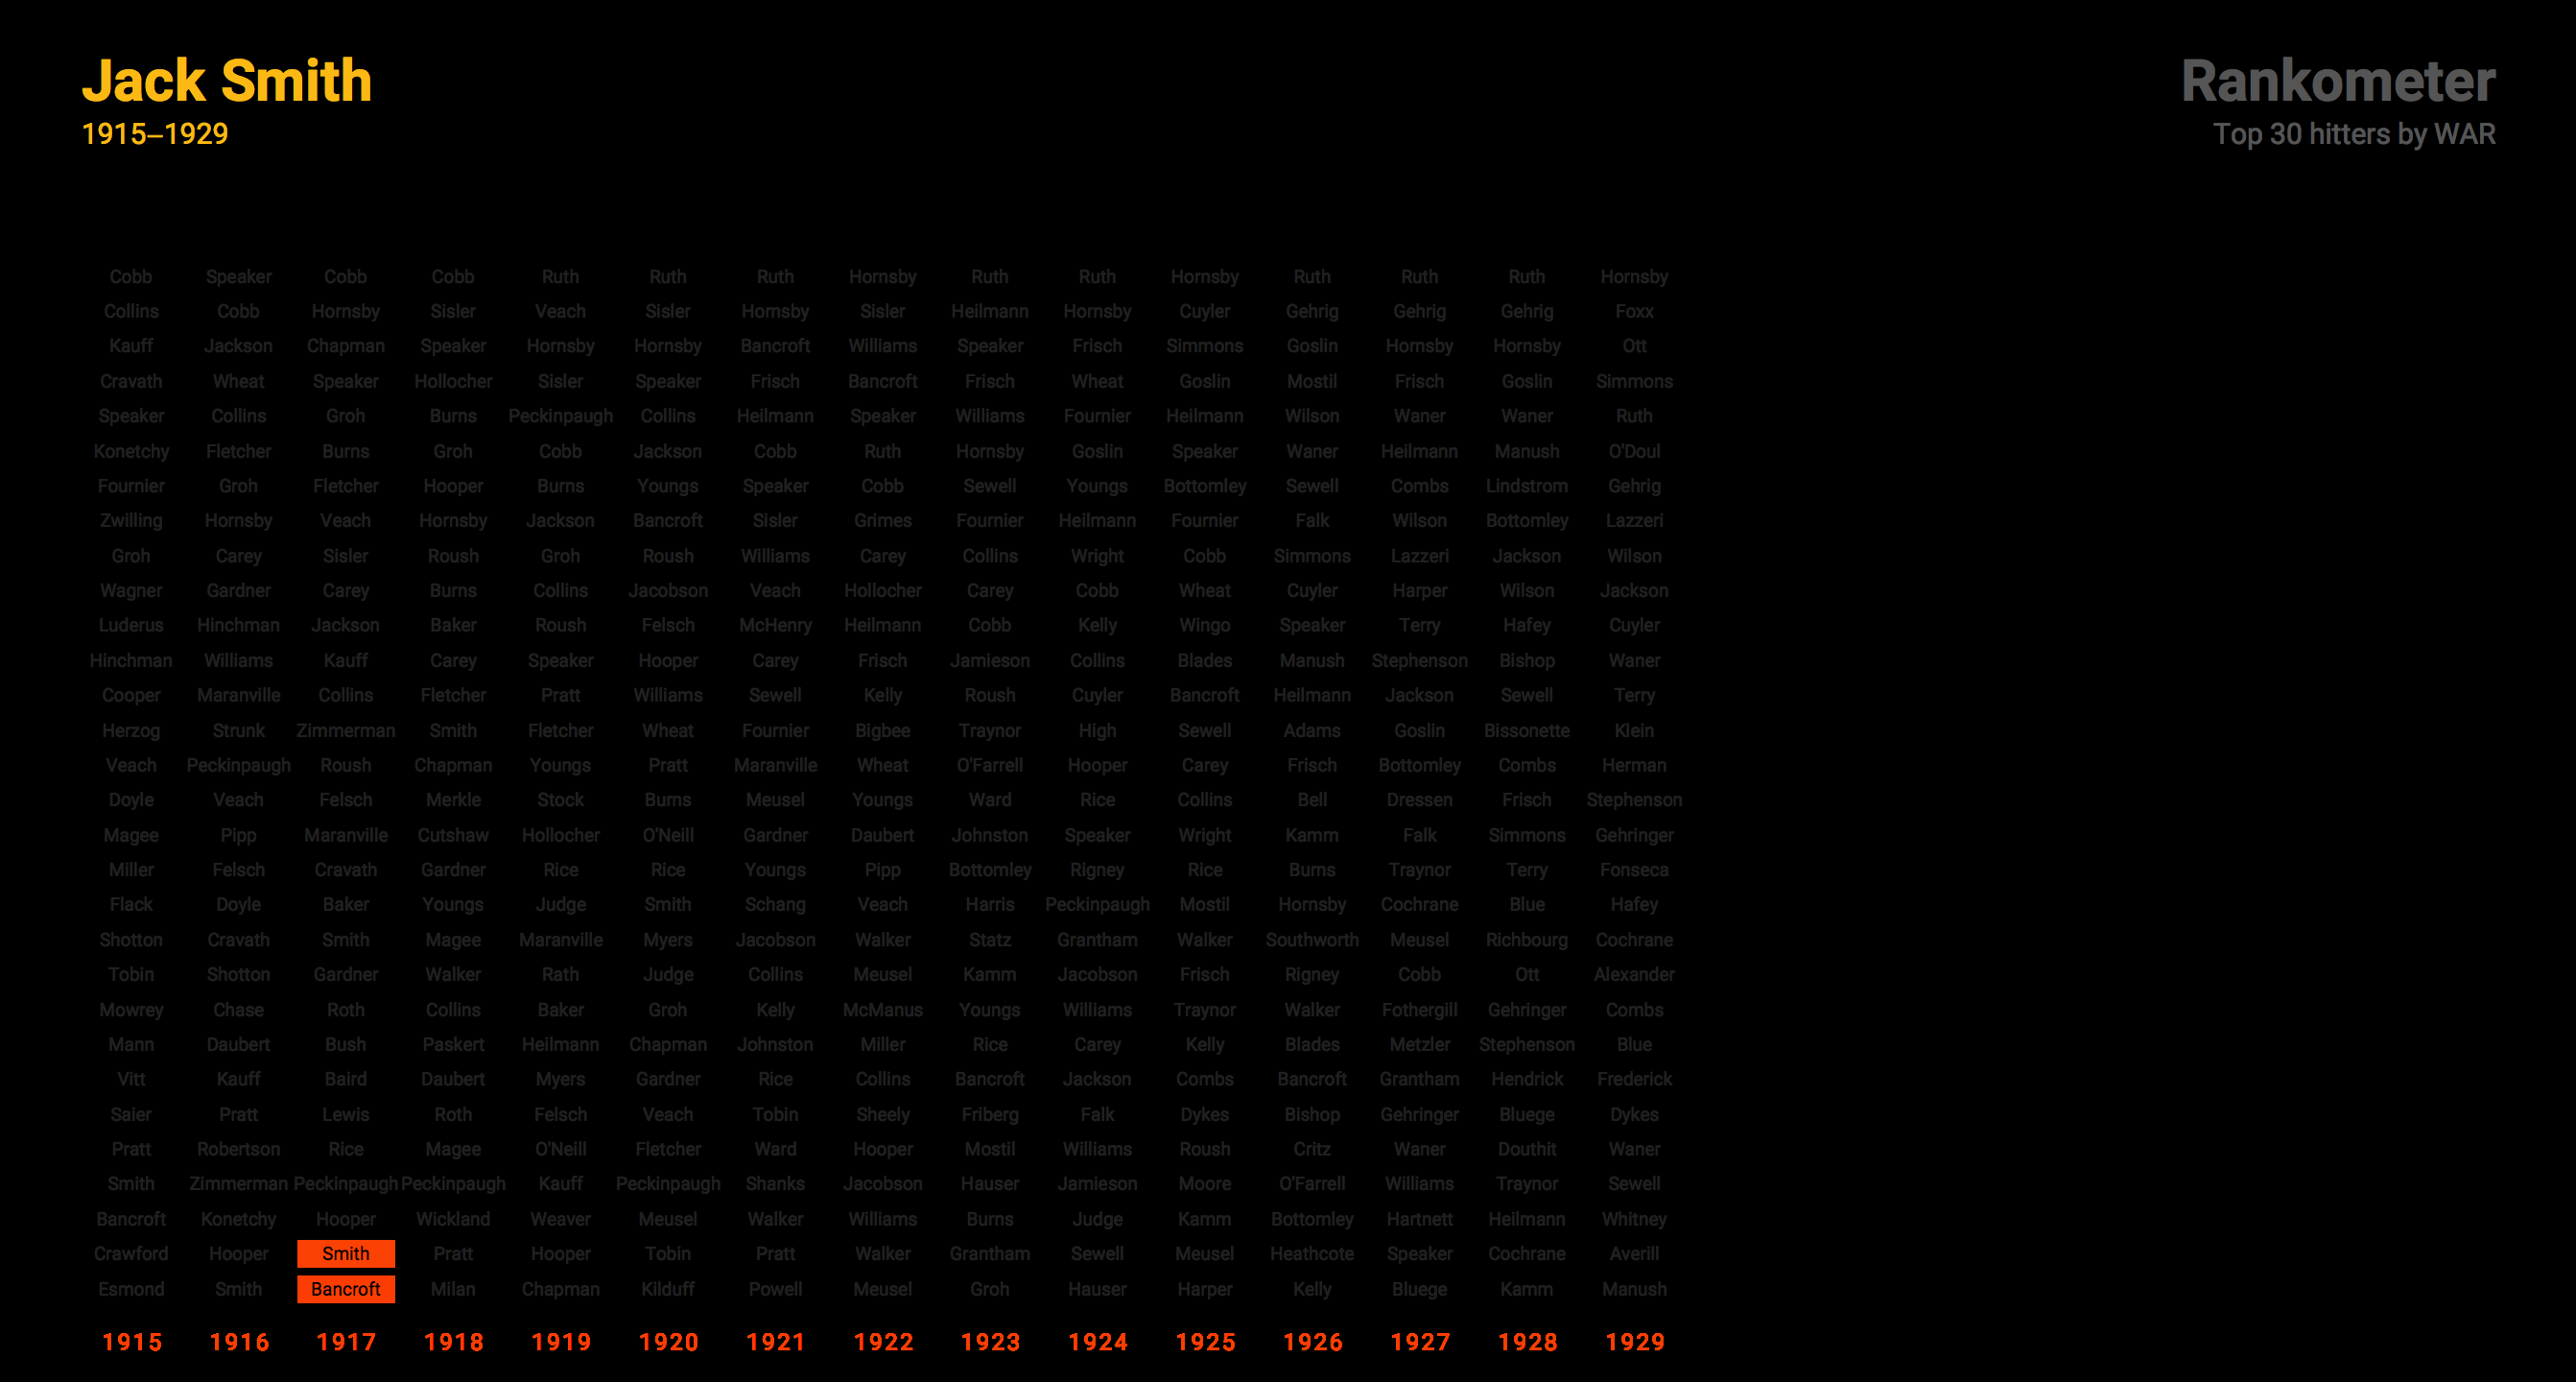 Jack Smith
1915–1929
Rankometer
Top 30 hitters by WAR
Cobb Speaker Cobb Cobb Ruth Ruth Ruth Hornsby Ruth Ruth Hornsby Ruth Ruth Ruth Hornsby
Collins Cobb Hornsby Sisler Veach Sisler Hornsby Sisler Heilmann Hornsby Cuyler Gehrig Gehrig Gehrig Foxx
Kauff Jackson Chapman Speaker Hornsby Hornsby Bancroft Williams Speaker Frisch Simmons Goslin Hornsby Hornsby Ott
Cravath Wheat Speaker Hollocher Sisler Speaker Frisch Bancroft Frisch Wheat Goslin Mostil Frisch Goslin Simmons
Speaker Collins Groh Burns Peckinpaugh Collins Heilmann Speaker Williams Fournier Heilmann Wilson Waner Waner Ruth
Konetchy Fletcher Burns Groh Cobb Jackson Cobb Ruth Hornsby Goslin Speaker Waner Heilmann Manush O'Doul
Fournier Groh Fletcher Hooper Burns Youngs Speaker Cobb Sewell Youngs Bottomley Sewell Combs Lindstrom Gehrig
Zwilling Hornsby Veach Hornsby Jackson Bancroft Sisler Grimes Fournier Heilmann Fournier Falk Wilson Bottomley Lazzeri
Groh Carey Sisler Roush Groh Roush Williams Carey Collins Wright Cobb Simmons Lazzeri Jackson Wilson
Wagner Gardner Carey Burns Collins Jacobson Veach Hollocher Carey Cobb Wheat Cuyler Harper Wilson Jackson
Luderus Hinchman Jackson Baker Roush Felsch McHenry Heilmann Cobb Kelly Wingo Speaker Terry Hafey Cuyler
Hinchman Williams Kauff Carey Speaker Hooper Carey Frisch Jamieson Collins Blades Manush Stephenson Bishop Waner
Cooper Maranville Collins Fletcher Pratt Williams Sewell Kelly Roush Cuyler Bancroft Heilmann Jackson Sewell Terry
Herzog Strunk Zimmerman Smith Fletcher Wheat Fournier Bigbee Traynor High Sewell Adams Goslin Bissonette Klein
Veach Peckinpaugh Roush Chapman Youngs Pratt Maranville Wheat O'Farrell Hooper Carey Frisch Bottomley Combs Herman
Doyle Veach Felsch Merkle Stock Burns Meusel Youngs Ward Rice Collins Bell Dressen Frisch Stephenson
Magee Pipp Maranville Cutshaw Hollocher O'Neill Gardner Daubert Johnston Speaker Wright Kamm Falk Simmons Gehringer
Miller Felsch Cravath Gardner Rice Rice Youngs Pipp Bottomley Rigney Rice Burns Traynor Terry Fonseca
Flack Doyle Baker Youngs Judge Smith Schang Veach Harris Peckinpaugh Mostil Hornsby Cochrane Blue Hafey
Shotton Cravath Smith Magee Maranville Myers Jacobson Walker Statz Grantham Walker Southworth Meusel Richbourg Cochrane
Tobin Shotton Gardner Walker Rath Judge Collins Meusel Kamm Jacobson Frisch Rigney Cobb Ott Alexander
Mowrey Chase Roth Collins Baker Groh Kelly McManus Youngs Williams Traynor Walker Fothergill Gehringer Combs
Mann Daubert Bush Paskert Heilmann Chapman Johnston Miller Rice Carey Kelly Blades Metzler Stephenson Blue
Vitt Kauff Baird Daubert Myers Gardner Rice Collins Bancroft Jackson Combs Bancroft Grantham Hendrick Frederick
Saier Pratt Lewis Roth Felsch Veach Tobin Sheely Friberg Falk Dykes Bishop Gehringer Bluege Dykes
Pratt Robertson Rice Magee O'Neill Fletcher Ward Hooper Mostil Williams Roush Critz Waner Douthit Waner
Smith Zimmerman Peckinpaugh Peckinpaugh Kauff Peckinpaugh Shanks Jacobson Hauser Jamieson Moore O'Farrell Williams Traynor Sewell
Bancroft Konetchy Hooper Wickland Weaver Meusel Walker Williams Burns Judge Kamm Bottomley Hartnett Heilmann Whitney
Crawford Hooper Smith Pratt Hooper Tobin Pratt Walker Grantham Sewell Meusel Heathcote Speaker Cochrane Averill
Esmond Smith Bancroft Milan Chapman Kilduff Powell Meusel Groh Hauser Harper Kelly Bluege Kamm Manush
1915 1916 1917 1918 1919 1920 1921 1922 1923 1924 1925 1926 1927 1928 1929